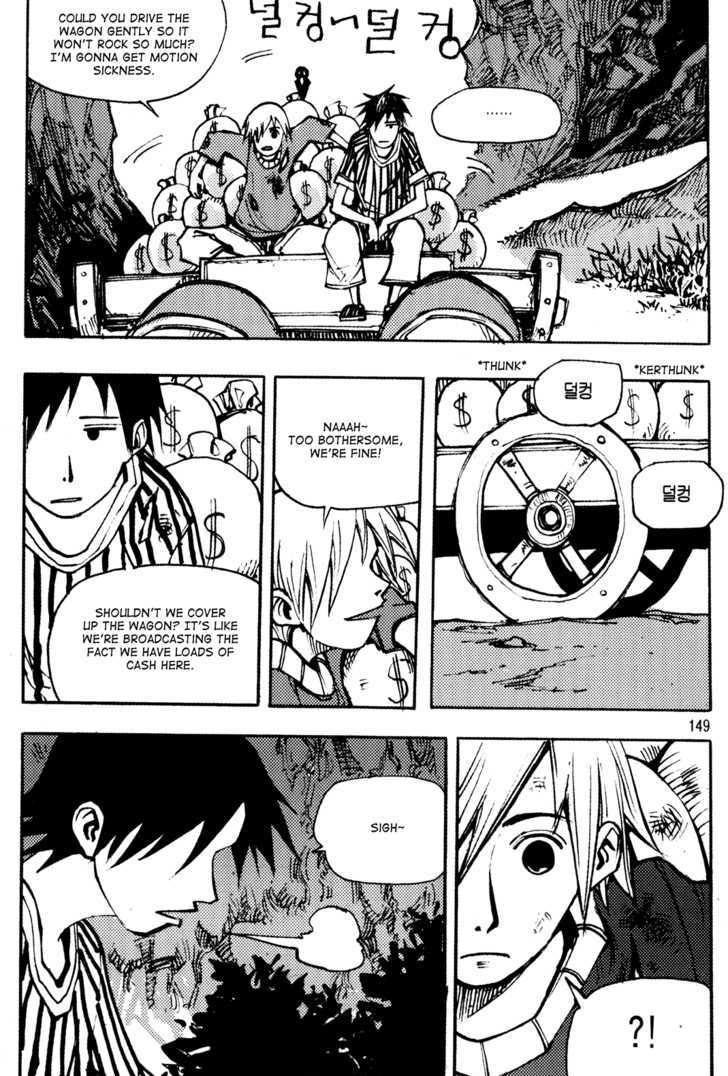 COULD YOU DRIVE THE
WAGON GENTLY SO IT
WON'T ROCK SO MUCH?
I'M GONNA GET MOTION
SICKNESS.
덜컹~덜컹
......
$ $ $ $ $ $ $
SHOULDN'T WE COVER
UP THE WAGON? IT'S LIKE
WE'RE BROADCASTING THE
FACT WE HAVE LOADS OF
CASH HERE.
NAAAH~
TOO BOTHERSOME,
WE'RE FINE!
*THUNK*
덜컹
*KERTHUNK*
덜컹
149
SIGH~
?!